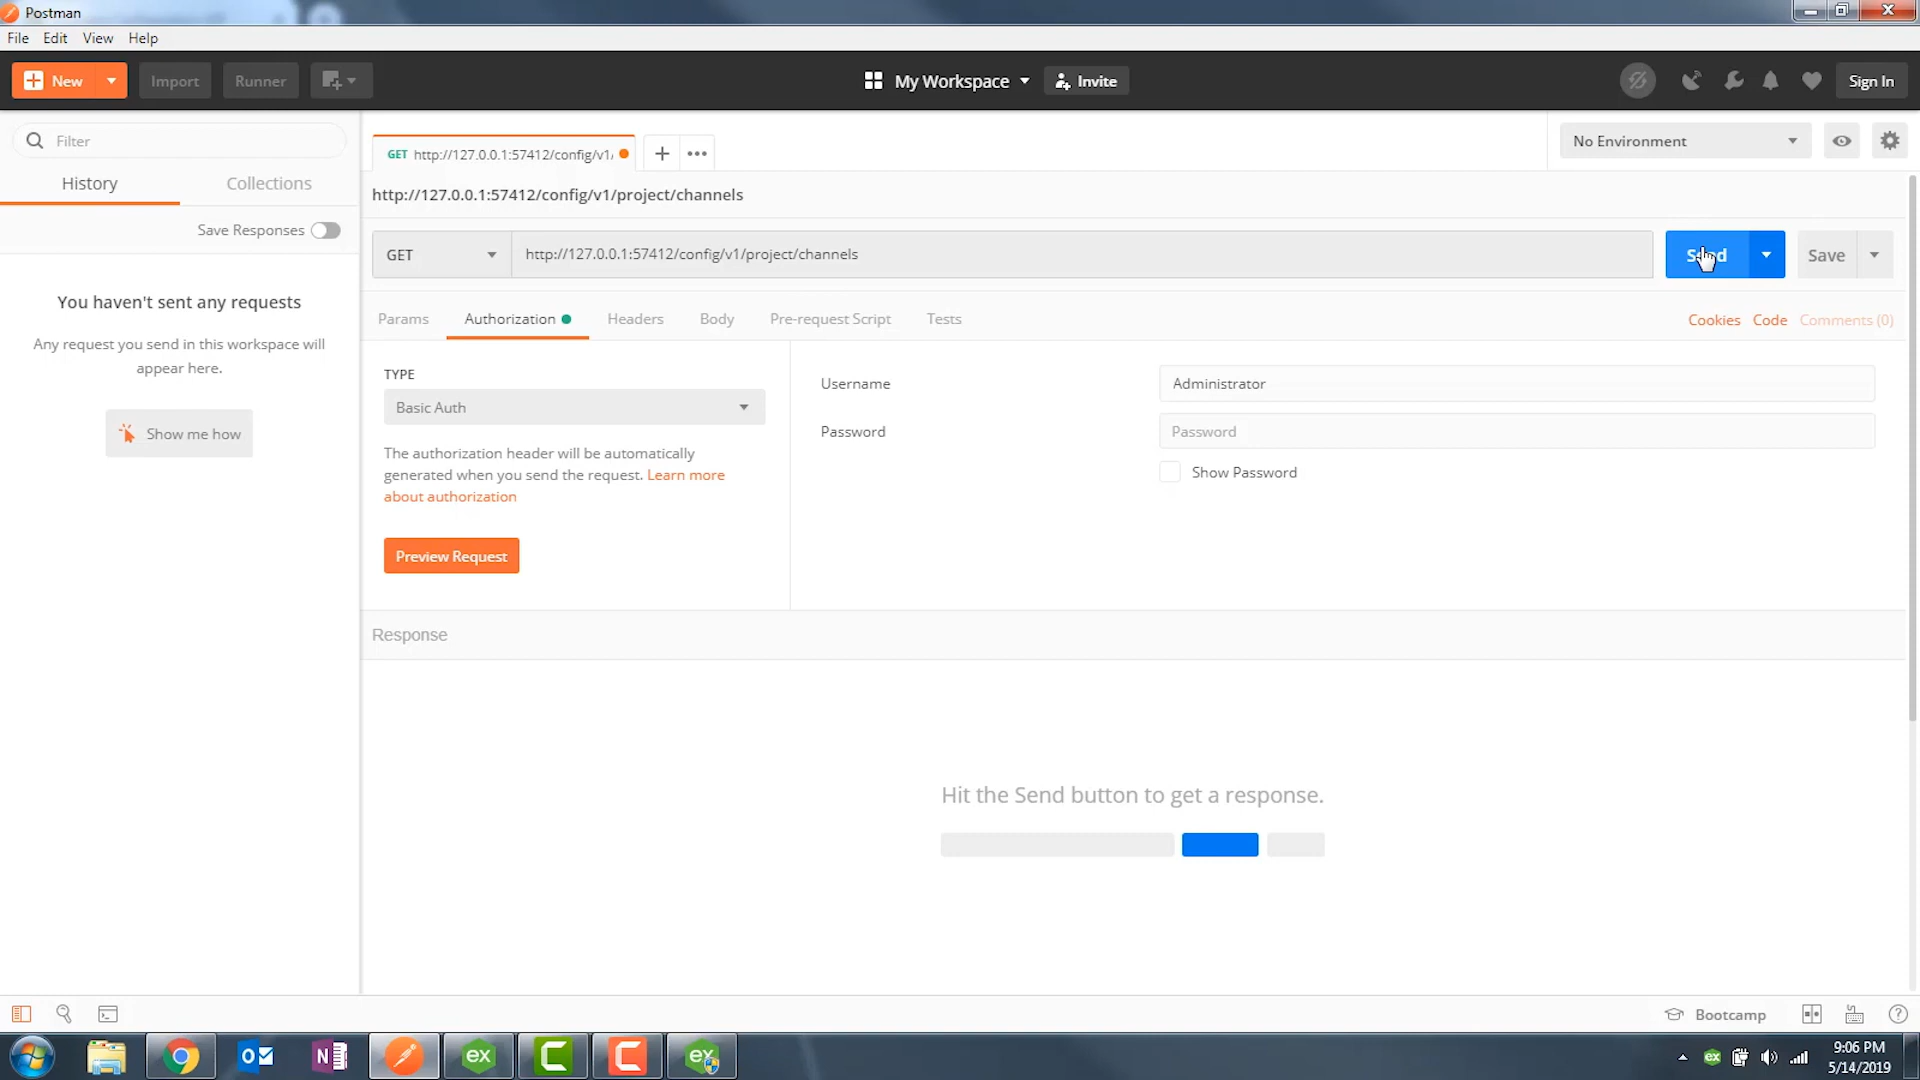 Postman
File Edit View Help
New Import Runner My Workspace Invite Sign In
Filter
History Collections
Save Responses
You haven't sent any requests
Any request you send in this workspace will
appear here.
Show me how
GET http://127.0.0.1:57412/config/v1/
No Environment
http://127.0.0.1:57412/config/v1/project/channels
GET http://127.0.0.1:57412/config/v1/project/channels Send Save
Params Authorization Headers Body Pre-request Script Tests Cookies Code Comments (0)
TYPE
Basic Auth
The authorization header will be automatically
generated when you send the request. Learn more
about authorization
Preview Request
Username Administrator
Password Password
Show Password
Response
Hit the Send button to get a response.
Bootcamp
ex ex ex
9:06 PM
5/14/2019